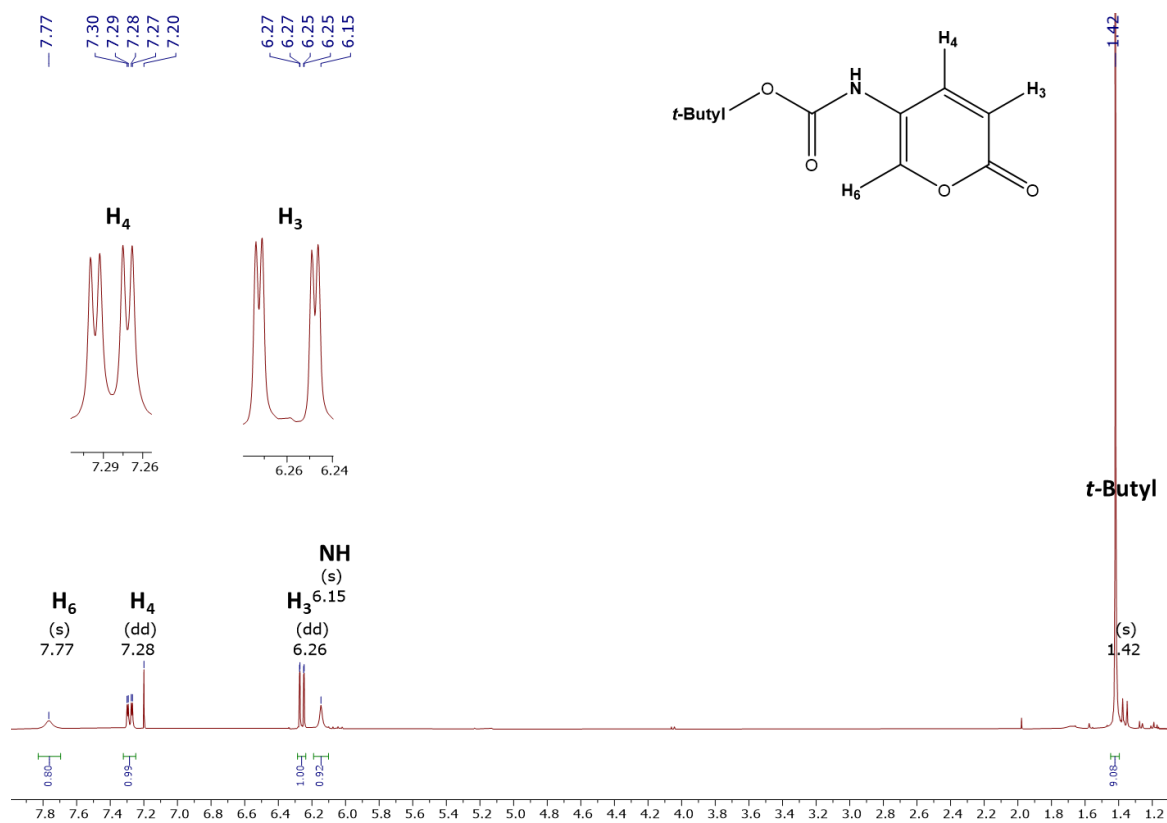 7.77
7.30
7.29
7.28
7.27
7.20
6.27
6.27
6.25
6.25
6.15
1.42
H
N
O
t-Butyl
O
H4
H3
H6
O
O
H4
7.29 7.26
H3
6.26 6.24
t-Butyl
H6
(s)
7.77
H4
(dd)
7.28
H3
(dd)
6.26
NH
(s)
6.15
(s)
1.42
0.80
0.99
1.00
0.92
9.08
7.8 7.6 7.4 7.2 7.0 6.8 6.6 6.4 6.2 6.0 5.8 5.6 5.4 5.2 5.0 4.8 4.6 4.4 4.2 4.0 3.8 3.6 3.4 3.2 3.0 2.8 2.6 2.4 2.2 2.0 1.8 1.6 1.4 1.2